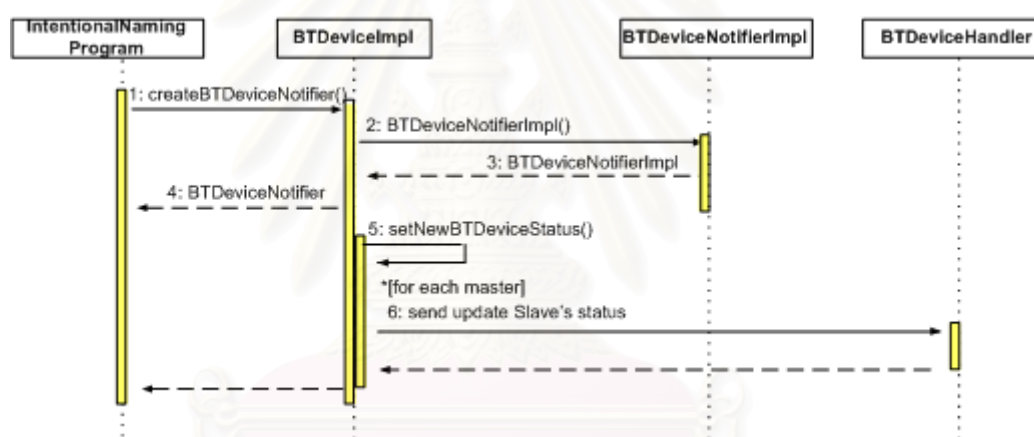 IntentionalNaming
Program
BTDeviceImpl
BTDeviceNotifierImpl
BTDeviceHandler
1: createBTDeviceNotifier()
2: BTDeviceNotifierImpl()
3: BTDeviceNotifierImpl
4: BTDeviceNotifier
5: setNewBTDeviceStatus()
*[for each master]
6: send update Slave's status